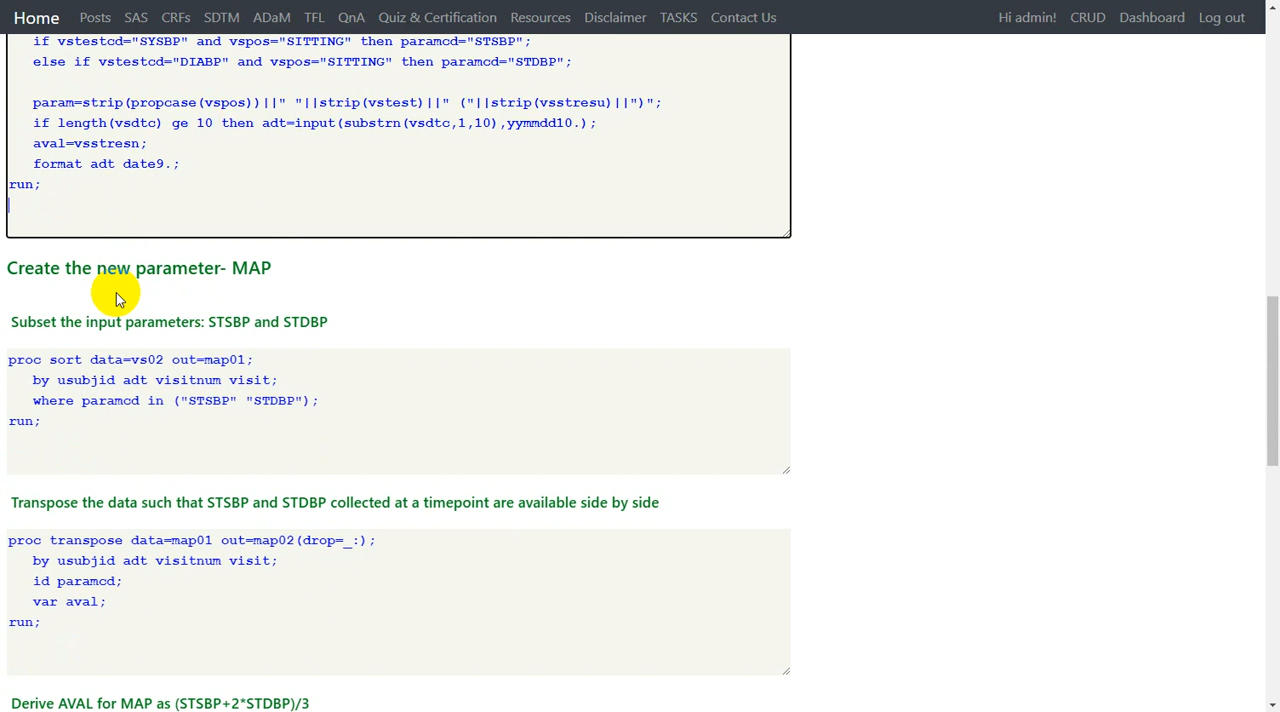 Home Posts SAS CRFs SDTM ADaM TFL QnA Quiz & Certification Resources Disclaimer TASKS Contact Us Hi admin! CRUD Dashboard Log out
if vstestcd="SYSBP" and vspos="SITTING" then paramcd="STSBP";
else if vstestcd="DIABP" and vspos="SITTING" then paramcd="STDBP";
param=strip(propcase(vspos))||" "||strip(vstest)||" ("||strip(vsstresu)||")";
if length(vsdtc) ge 10 then adt=input(substrn(vsdtc,1,10),yymmdd10.);
aval=vsstresn;
format adt date9.;
run;
Create the new parameter- MAP
Subset the input parameters: STSBP and STDBP
proc sort data=vs02 out=map01;
by usubjid adt visitnum visit;
where paramcd in ("STSBP" "STDBP");
run;
Transpose the data such that STSBP and STDBP collected at a timepoint are available side by side
proc transpose data=map01 out=map02(drop=_:);
by usubjid adt visitnum visit;
id paramcd;
var aval;
run;
Derive AVAL for MAP as (STSBP+2*STDBP)/3